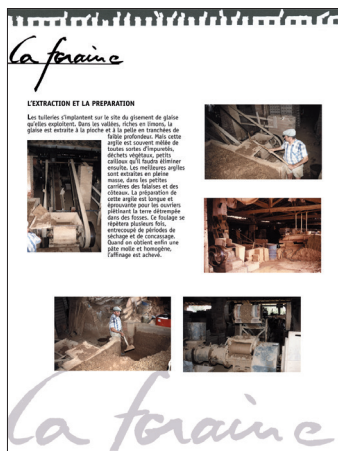 La foraine
L'EXTRACTION ET LA PREPARATION
Les tuileries s'implantent sur le site du gisement de glaise
qu'elles exploitent. Dans les vallées, riches en limons, la
glaise est extraite à la pioche et à la pelle en tranchées de
faible profondeur. Mais cette
argile est souvent mêlée de
toutes sortes d'impuretés,
déchets végétaux, petits
cailloux qu'il faudra éliminer
ensuite. Les meilleures argiles
sont extraites en pleine
masse, dans les petites
carrières des falaises et des
côteaux. La préparation de
cette argile est longue et
éprouvante pour les ouvriers
piétinant la terre détrempée
dans des fosses. Ce foulage se
répètera plusieurs fois,
entrecoupé de périodes de
séchage et de concassage.
Quand on obtient enfin une
pâte molle et homogène,
l'affinage est achevé.
La foraine